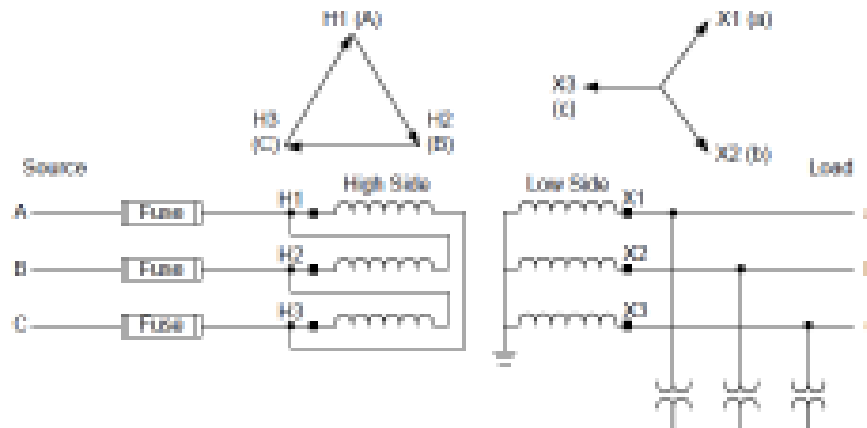 H1 (A)
X1 (a)
H3
(C)
H2
(B)
X3
(c)
X2 (b)
Source
High Side
Low Side
Load
A
Fuse
H1
X1
B
Fuse
H2
X2
C
Fuse
H3
X3